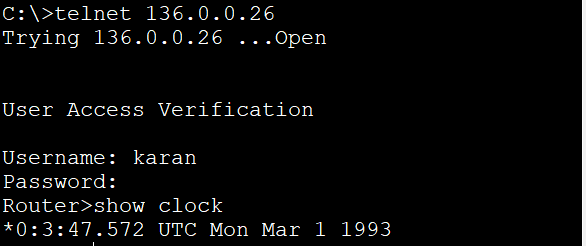 C:\>telnet 136.0.0.26
Trying 136.0.0.26 ...Open
User Access Verification
Username: karan
Password:
Router>show clock
*0:3:47.572 UTC Mon Mar 1 1993